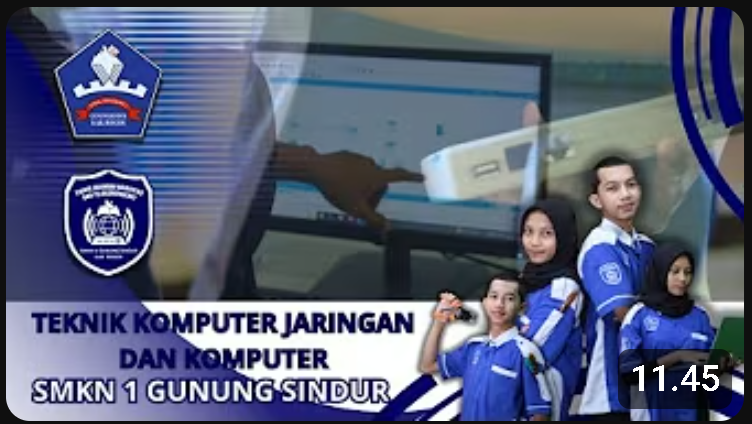 TEKNIK KOMPUTER JARINGAN
DAN KOMPUTER
SMKN 1 GUNUNG SINDUR
11.45